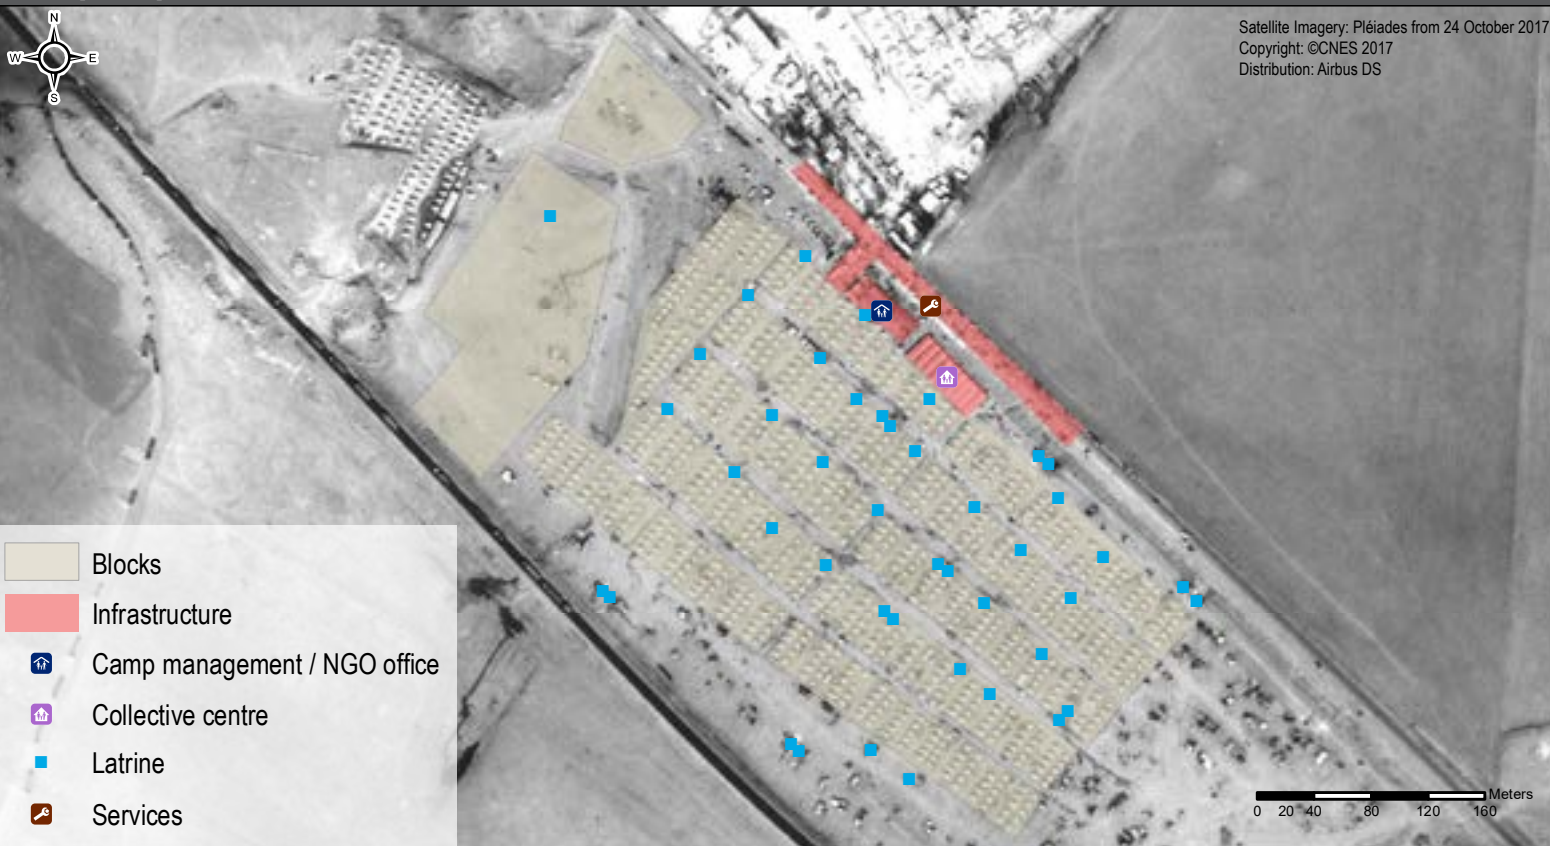 N
W E
S
Satellite Imagery: Pléiades from 24 October 2017
Copyright: ©CNES 2017
Distribution: Airbus DS
Blocks
Infrastructure
Camp management / NGO office
Collective centre
Latrine
Services
Meters
0 20 40 80 120 160